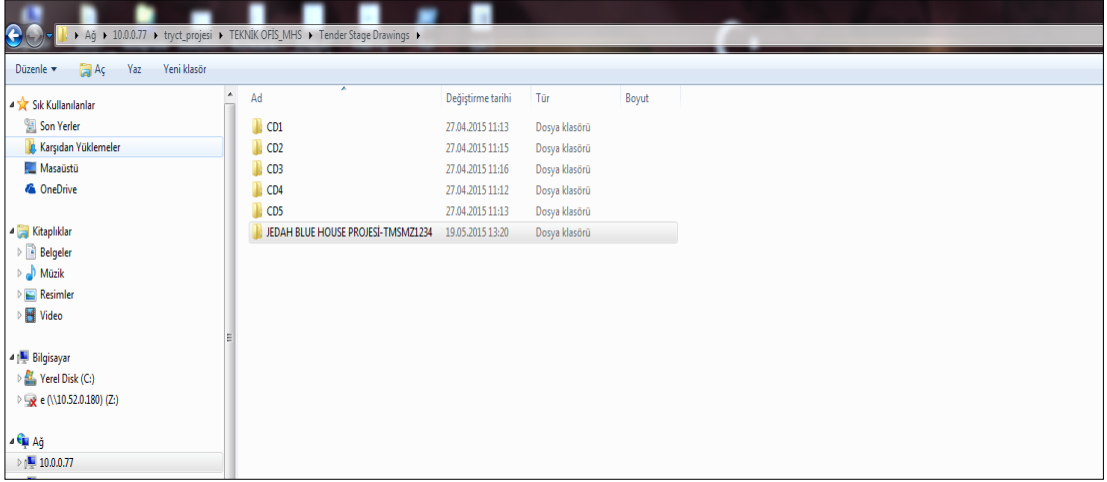 Ağ ▸ 10.0.0.77 ▸ tryct_projesi ▸ TEKNİK OFİS_MHS ▸ Tender Stage Drawings ▸
Düzenle ▾ Aç Yaz Yeni klasör
Sık Kullanılanlar
Son Yerler
Karşıdan Yüklemeler
Masaüstü
OneDrive
Kitaplıklar
Belgeler
Müzik
Resimler
Video
Bilgisayar
Yerel Disk (C:)
e (\\10.52.0.180) (Z:)
Ağ
10.0.0.77
Ad Değiştirme tarihi Tür Boyut
CD1 27.04.2015 11:13 Dosya klasörü
CD2 27.04.2015 11:15 Dosya klasörü
CD3 27.04.2015 11:16 Dosya klasörü
CD4 27.04.2015 11:12 Dosya klasörü
CD5 27.04.2015 11:13 Dosya klasörü
JEDAH BLUE HOUSE PROJESİ-TMSMZ1234 19.05.2015 13:20 Dosya klasörü